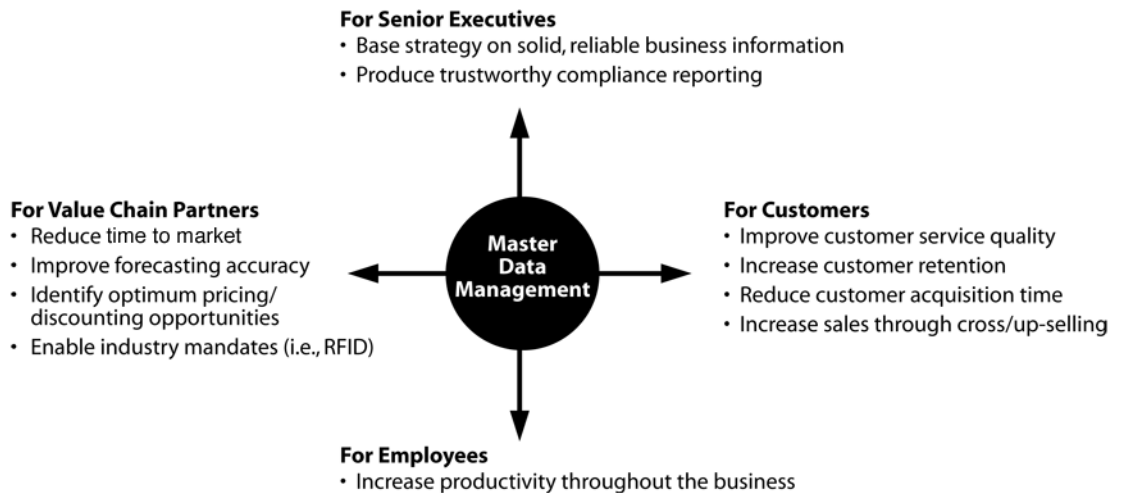 For Senior Executives
• Base strategy on solid, reliable business information
• Produce trustworthy compliance reporting
For Value Chain Partners
• Reduce time to market
• Improve forecasting accuracy
• Identify optimum pricing/
discounting opportunities
• Enable industry mandates (i.e., RFID)
Master
Data
Management
For Customers
• Improve customer service quality
• Increase customer retention
• Reduce customer acquisition time
• Increase sales through cross/up-selling
For Employees
• Increase productivity throughout the business